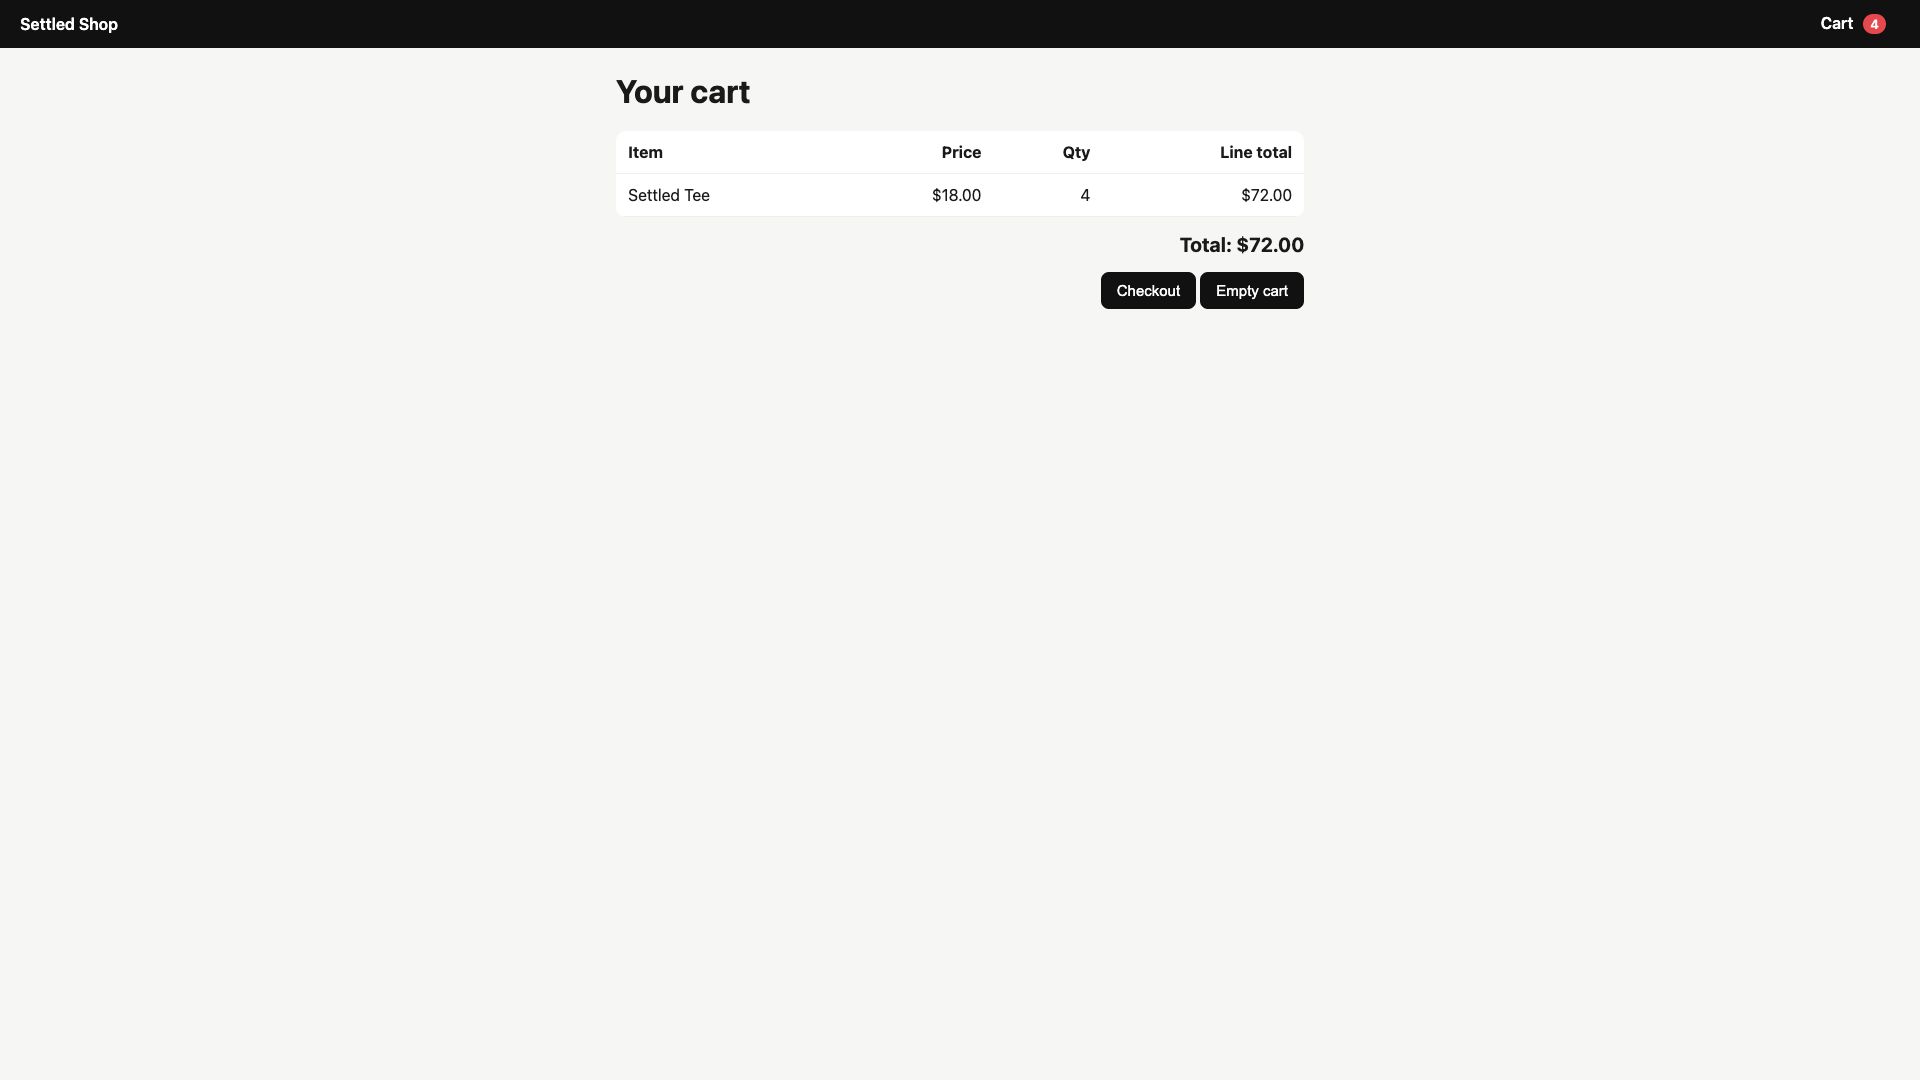 Settled Shop
Cart 4
Your cart
Item Price Qty Line total
Settled Tee $18.00 4 $72.00
Total: $72.00
Checkout Empty cart